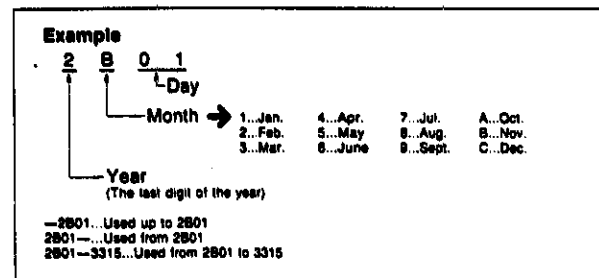 Example
2 B 0 1
Day
Month
1...Jan. 4...Apr. 7...Jul. A...Oct.
2...Feb. 5...May 8...Aug. B...Nov.
3...Mar. 6...June 9...Sept. C...Dec.
Year
(The last digit of the year)
—2B01...Used up to 2B01
2B01—...Used from 2B01
2B01—3315...Used from 2B01 to 3315